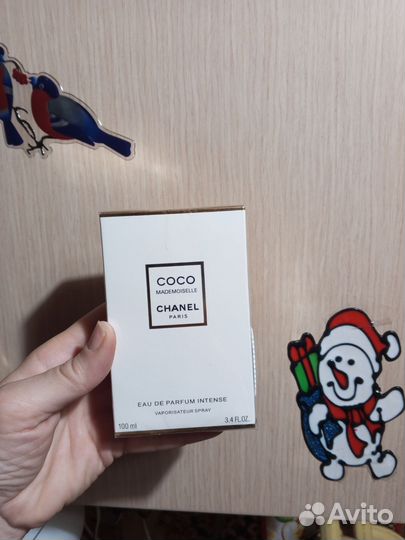 COCO
MADEMOISELLE
CHANEL
PARIS
EAU DE PARFUM INTENSE
VAPORISATEUR SPRAY
100 ml 3.4 FL.OZ.
Avito